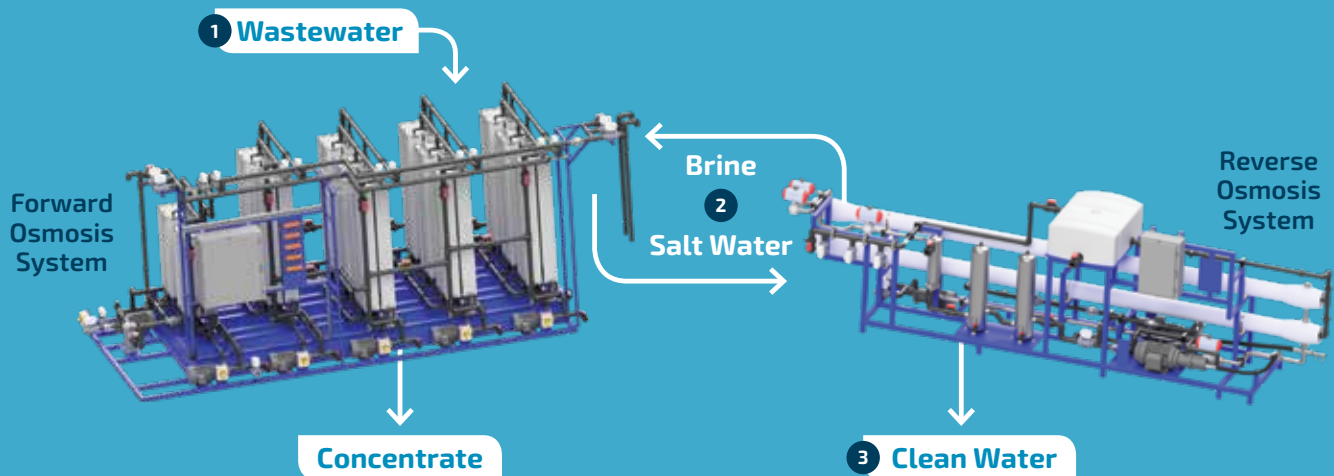 1 Wastewater
Forward
Osmosis
System
Brine
2
Salt Water
Reverse
Osmosis
System
Concentrate
3 Clean Water